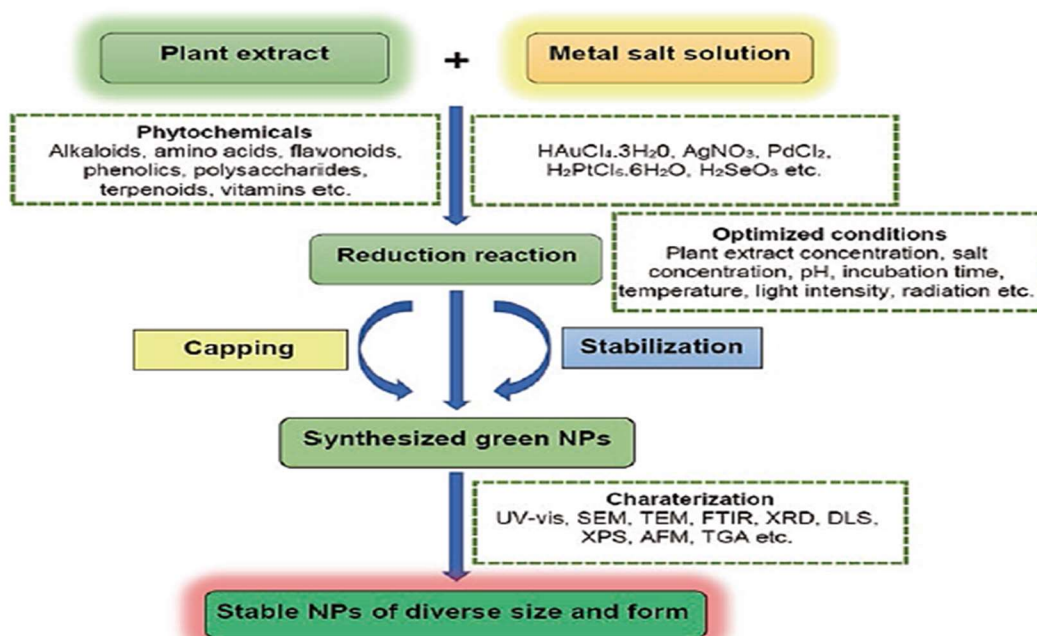 Plant extract
+
Metal salt solution
Phytochemicals
Alkaloids, amino acids, flavonoids,
phenolics, polysacchariides,
terpenoids, vitamins etc.
HAuCl₄.3H₂0, AgNO₃, PdCl₂,
H₂PtCl₆.6H₂O, H₂SeO₃ etc.
Reduction reaction
Optimized conditions
Plant extract concentration, salt
concentration, pH, incubation time,
temperature, light intensity, radiation etc.
Capping
Stabilization
Synthesized green NPs
Charaterization
UV-vis, SEM, TEM, FTIR, XRD, DLS,
XPS, AFM, TGA etc.
Stable NPs of diverse size and form